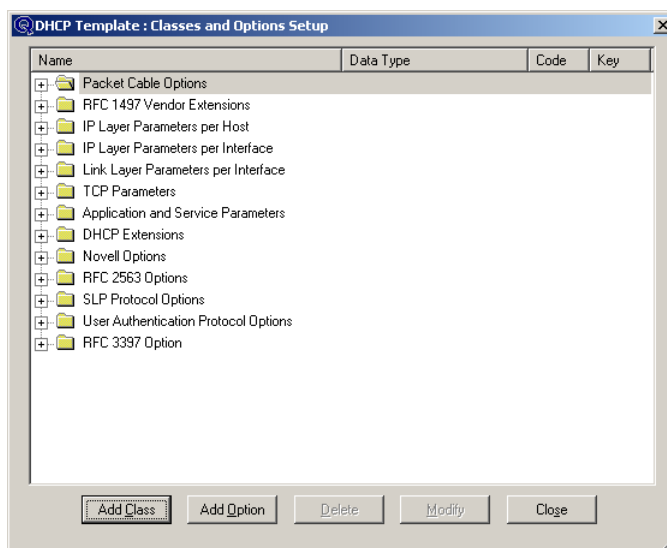 DHCP Template : Classes and Options Setup
Name Data Type Code Key
Packet Cable Options
RFC 1497 Vendor Extensions
IP Layer Parameters per Host
IP Layer Parameters per Interface
Link Layer Parameters per Interface
TCP Parameters
Application and Service Parameters
DHCP Extensions
Novell Options
RFC 2563 Options
SLP Protocol Options
User Authentication Protocol Options
RFC 3397 Option
Add Class Add Option Delete Modify Close